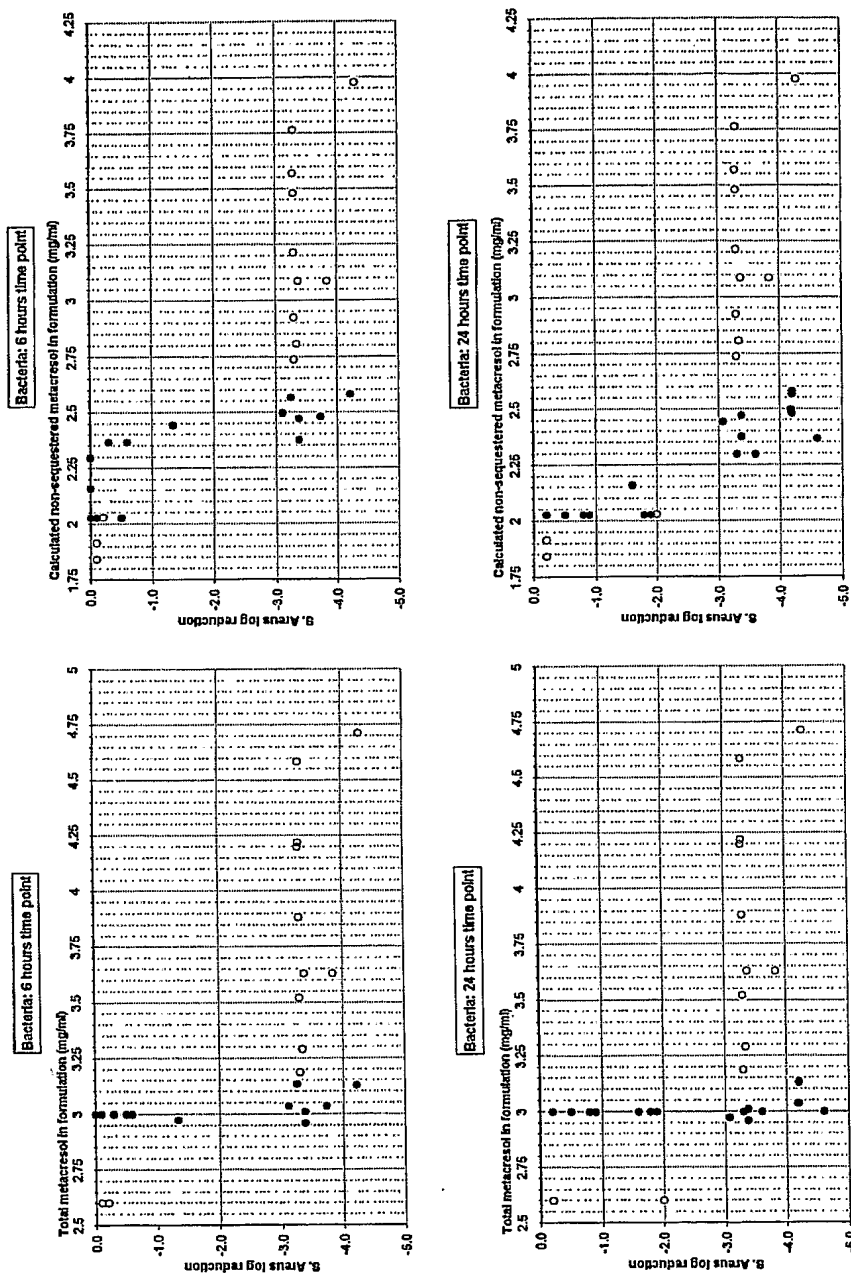 Bacteria: 6 hours time point
Total metacresol in formulation (mg/ml)
2.5 2.75 3 3.25 3.5 3.75 4 4.25 4.5 4.75 5
0.0
-1.0
-2.0
-3.0
-4.0
-5.0
S. Areus log reduction
Bacteria: 6 hours time point
Calculated non-sequestered metacresol in formulation (mg/ml)
1.75 2 2.25 2.5 2.75 3 3.25 3.5 3.75 4 4.25
0.0
-1.0
-2.0
-3.0
-4.0
-5.0
S. Areus log reduction
Bacteria: 24 hours time point
Total metacresol in formulation (mg/ml)
2.5 2.75 3 3.25 3.5 3.75 4 4.25 4.5 4.75 5
0.0
-1.0
-2.0
-3.0
-4.0
-5.0
S. Areus log reduction
Bacteria: 24 hours time point
Calculated non-sequestered metacresol in formulation (mg/ml)
1.75 2 2.25 2.5 2.75 3 3.25 3.5 3.75 4 4.25
0.0
-1.0
-2.0
-3.0
-4.0
-5.0
S. Areus log reduction